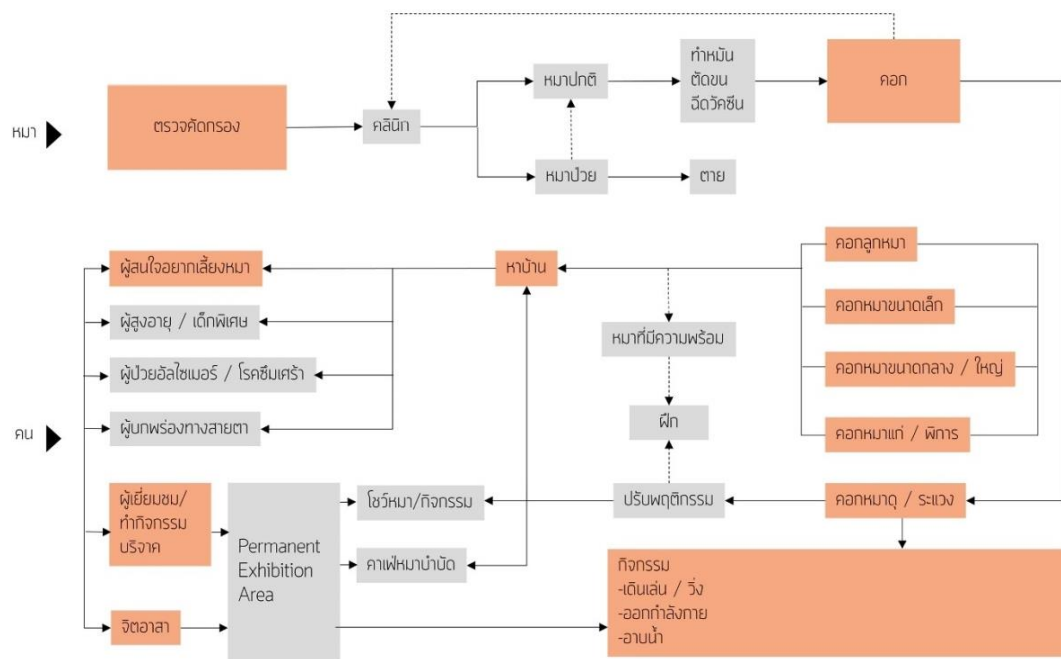 หมา
ตรวจคัดกรอง
คลินิก
หมาปกติ
หมาป่วย
ทำหมัน
ตัดขน
ฉีดวัคซีน
ตาย
คอก
คน
ผู้สนใจอยากเลี้ยงหมา
ผู้สูงอายุ / เด็กพิเศษ
ผู้ป่วยอัลไซเมอร์ / โรคซึมเศร้า
ผู้บกพร่องทางสายตา
ผู้เยี่ยมชม/
ทำกิจกรรม
บริจาค
จิตอาสา
Permanent
Exhibition
Area
หาบ้าน
โชว์หมา/กิจกรรม
คาเฟ่หมาบำบัด
หมาที่มีความพร้อม
ฝึก
ปรับพฤติกรรม
คอกลูกหมา
คอกหมาขนาดเล็ก
คอกหมาขนาดกลาง / ใหญ่
คอกหมาแก่ / พิการ
คอกหมาดุ / ระแวง
กิจกรรม
-เดินเล่น / วิ่ง
-ออกกำลังกาย
-อาบน้ำ